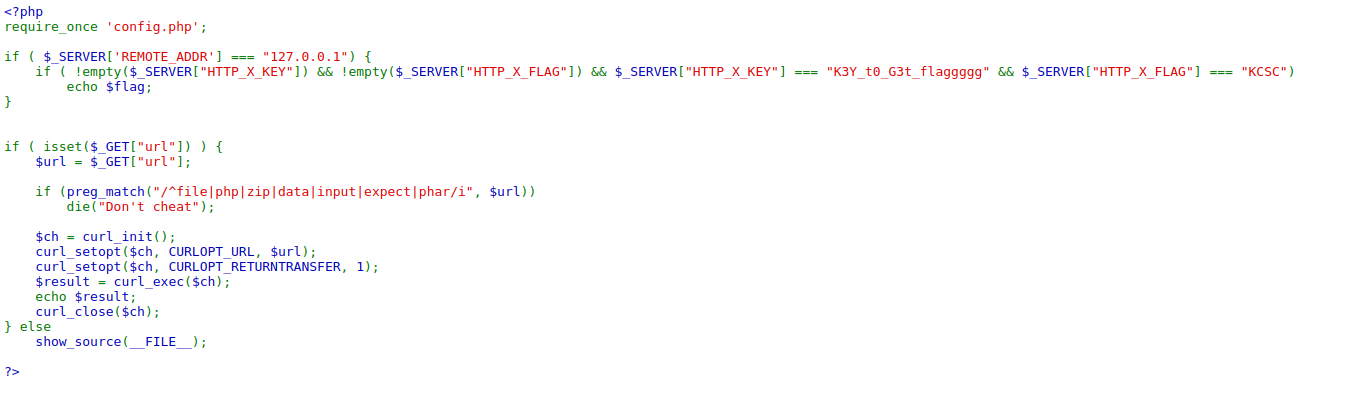 <?php
require_once 'config.php';
if ( $_SERVER['REMOTE_ADDR'] === "127.0.0.1") {
    if ( !empty($_SERVER["HTTP_X_KEY"]) && !empty($_SERVER["HTTP_X_FLAG"]) && $_SERVER["HTTP_X_KEY"] === "K3Y_t0_G3t_flaggggg" && $_SERVER["HTTP_X_FLAG"] === "KCSC")
        echo $flag;
}
if ( isset($_GET["url"]) ) {
    $url = $_GET["url"];
    if (preg_match("/^file|php|zip|data|input|expect|phar/i", $url))
        die("Don't cheat");
    $ch = curl_init();
    curl_setopt($ch, CURLOPT_URL, $url);
    curl_setopt($ch, CURLOPT_RETURNTRANSFER, 1);
    $result = curl_exec($ch);
    echo $result;
    curl_close($ch);
} else
    show_source(__FILE__);
?>